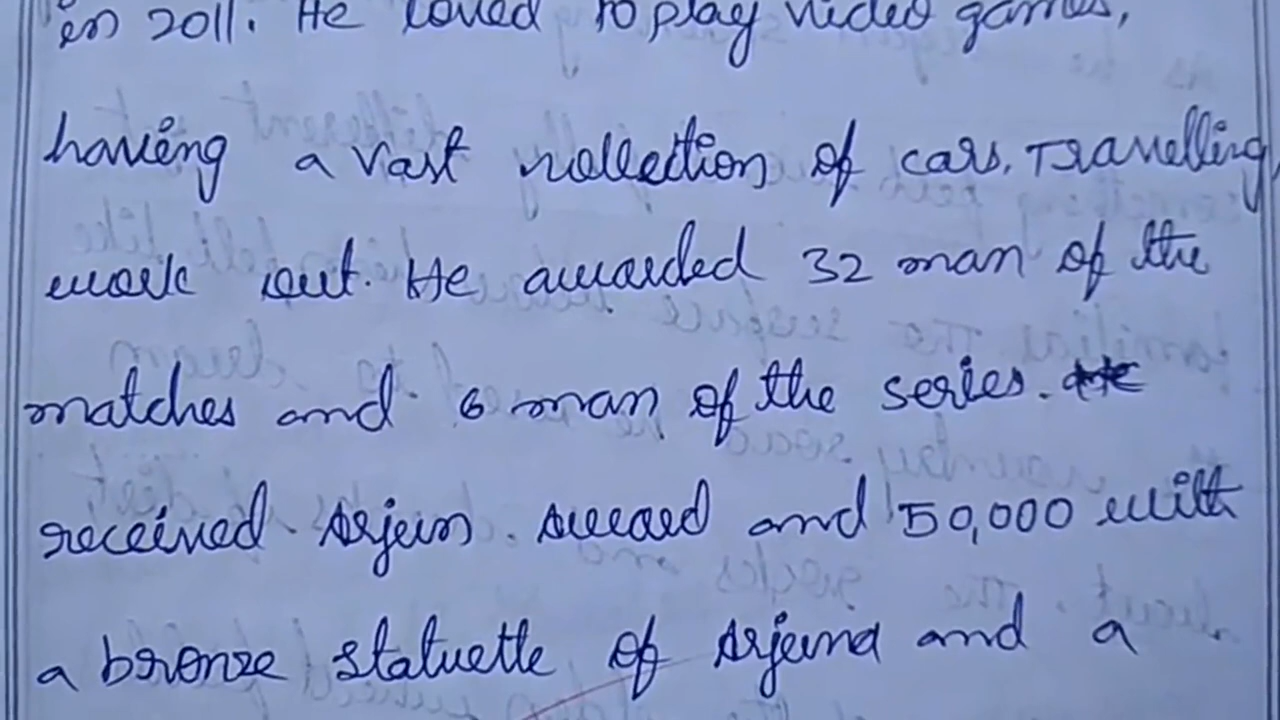 in 2011. He loved to play video games,
having a vast collection of cars. Travelling,
work out. He awarded 32 man of the
matches and 6 man of the series.
received Arjun. Award and 50,000 with
a bronze statuette of Arjuna and a